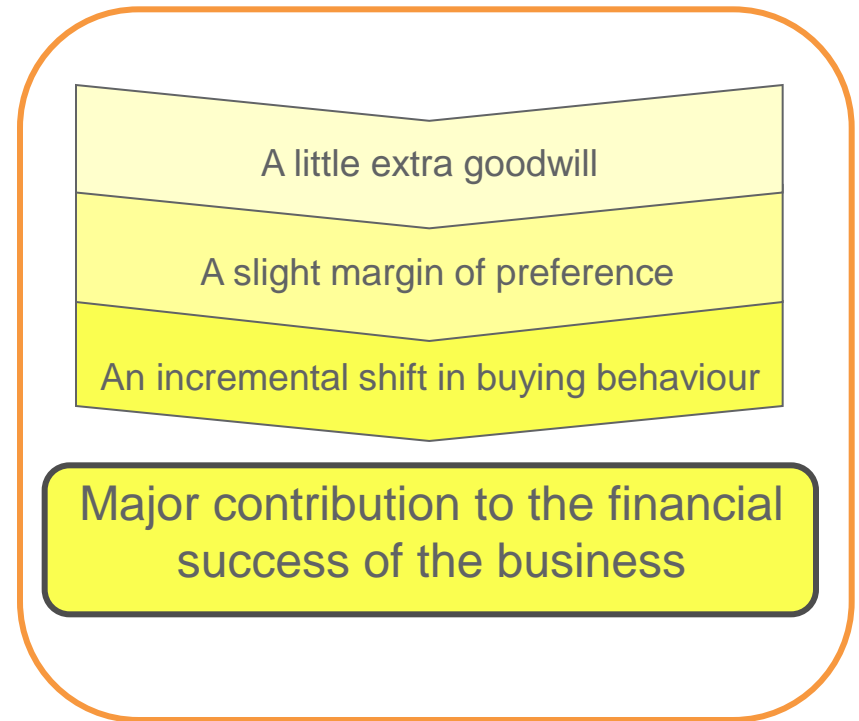 A little extra goodwill
A slight margin of preference
An incremental shift in buying behaviour
Major contribution to the financial
success of the business